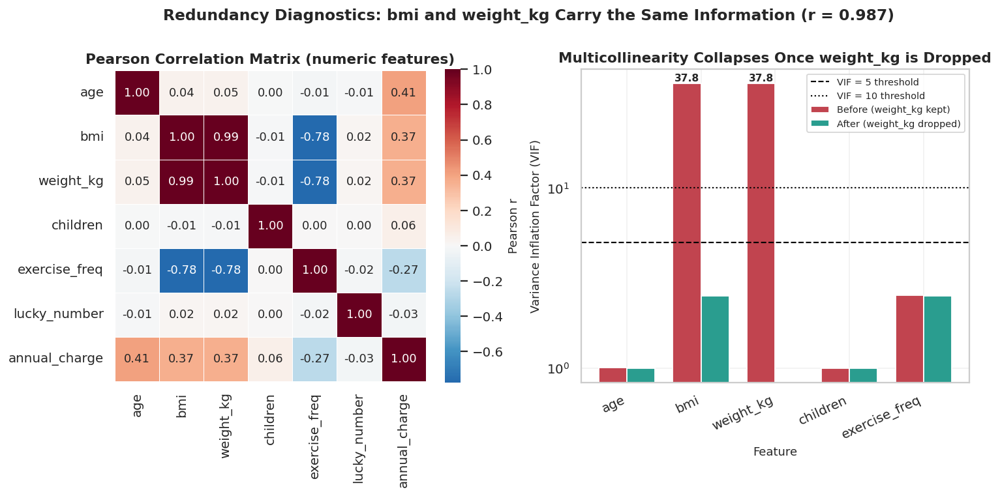 Redundancy Diagnostics: bmi and weight_kg Carry the Same Information (r = 0.987)
Pearson Correlation Matrix (numeric features)
age 1.00 0.04 0.05 0.00 -0.01 -0.01 0.41
bmi 0.04 1.00 0.99 -0.01 -0.78 0.02 0.37
weight_kg 0.05 0.99 1.00 -0.01 -0.78 0.02 0.37
children 0.00 -0.01 -0.01 1.00 0.00 0.00 0.06
exercise_freq -0.01 -0.78 -0.78 0.00 1.00 -0.02 -0.27
lucky_number -0.01 0.02 0.02 0.00 -0.02 1.00 -0.03
annual_charge 0.41 0.37 0.37 0.06 -0.27 -0.03 1.00
age
bmi
weight_kg
children
exercise_freq
lucky_number
annual_charge
1.0
0.8
0.6
0.4
0.2
0.0
−0.2
−0.4
−0.6
Pearson r
Multicollinearity Collapses Once weight_kg is Dropped
37.8 37.8
VIF = 5 threshold
VIF = 10 threshold
Before (weight_kg kept)
After (weight_kg dropped)
Variance Inflation Factor (VIF)
10¹
10⁰
age
bmi
weight_kg
children
exercise_freq
Feature